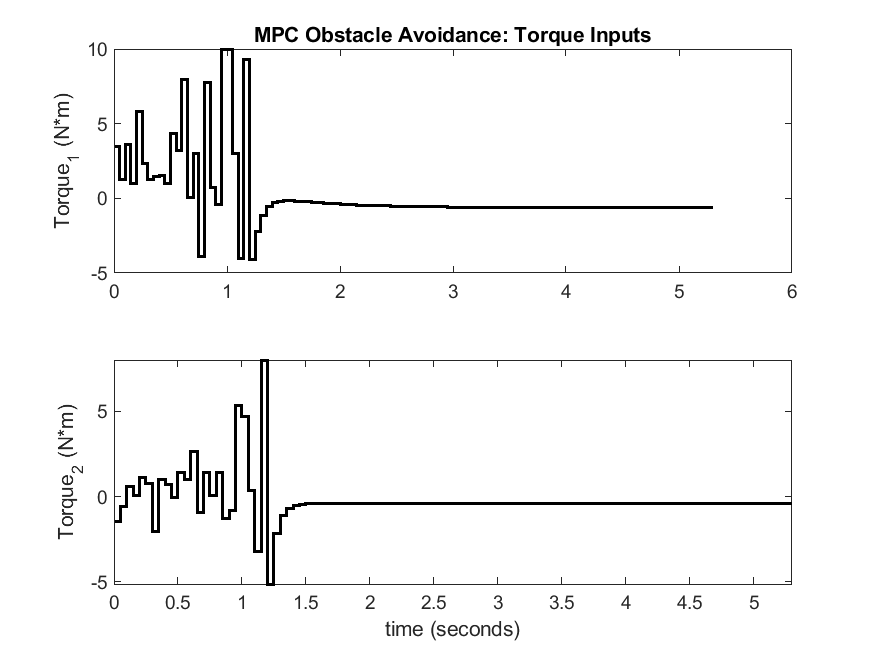 MPC Obstacle Avoidance: Torque Inputs
Torque1 (N*m)
10
5
0
-5
0 1 2 3 4 5 6
Torque2 (N*m)
5
0
-5
0 0.5 1 1.5 2 2.5 3 3.5 4 4.5 5
time (seconds)